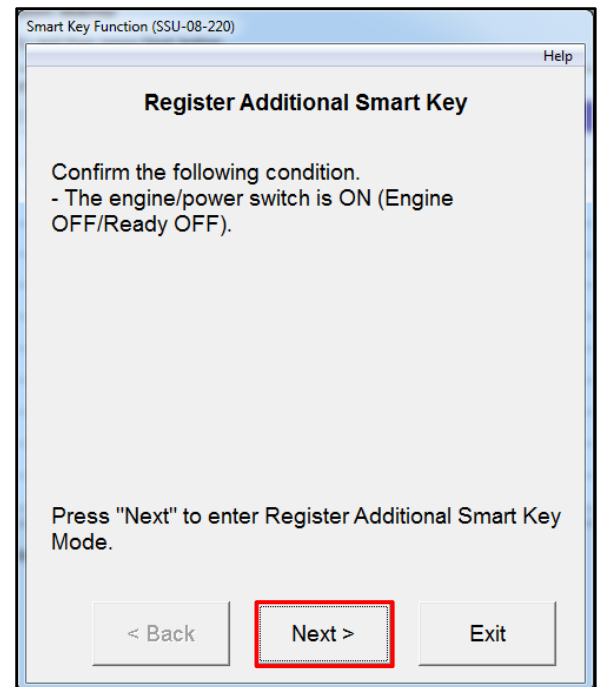 Smart Key Function (SSU-08-220)
Help
Register Additional Smart Key
Confirm the following condition.
- The engine/power switch is ON (Engine
OFF/Ready OFF).
Press "Next" to enter Register Additional Smart Key
Mode.
< Back
Next >
Exit